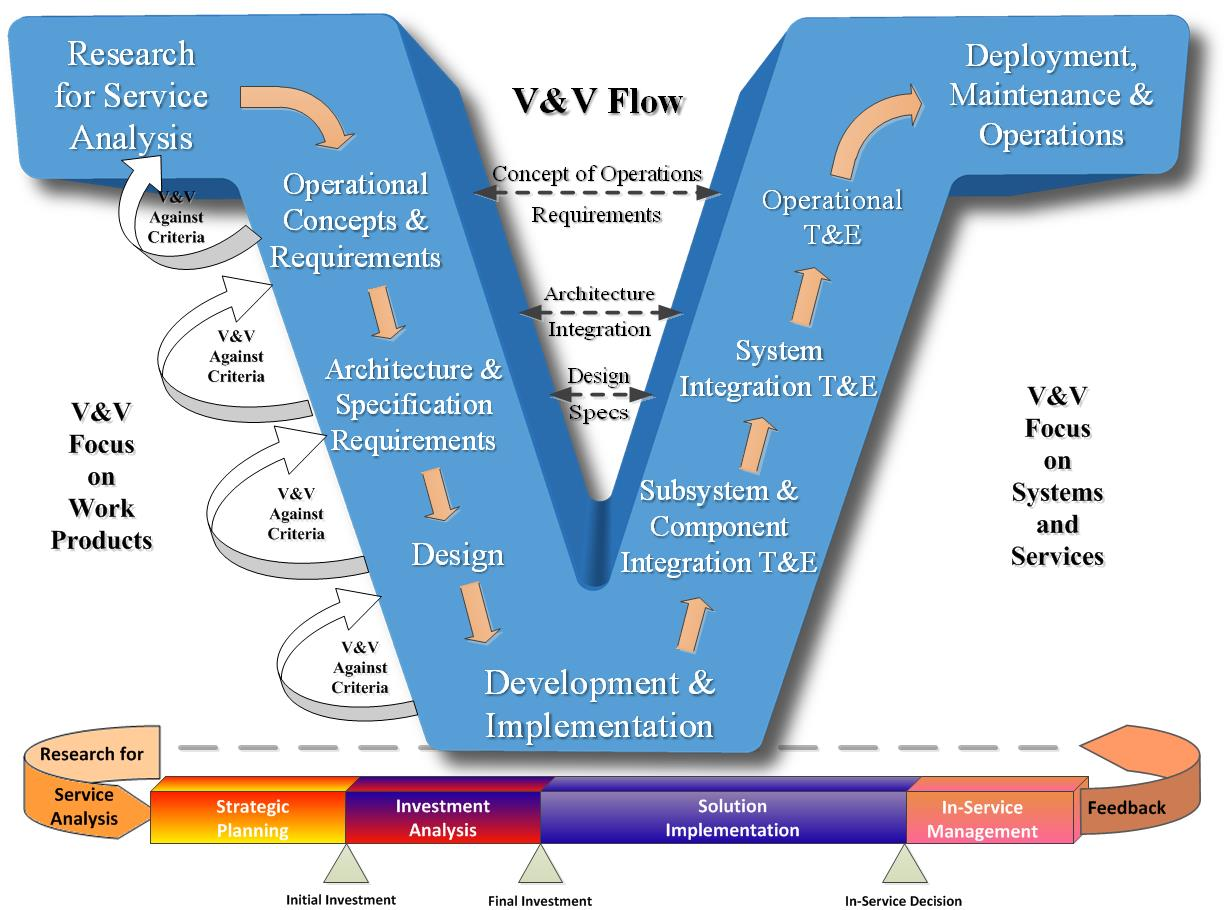 Research
for Service
Analysis
V&V Flow
Deployment,
Maintenance &
Operations
Operational
Concepts &
Requirements
Concept of Operations
Requirements
Operational
T&E
V&V
Against
Criteria
Architecture
Integration
V&V
Against
Criteria
Architecture &
Specification
Requirements
Design
Specs
System
Integration T&E
V&V
Focus
on
Work
Products
V&V
Focus
on
Systems
and
Services
V&V
Against
Criteria
Design
Subsystem &
Component
Integration T&E
V&V
Against
Criteria
Development &
Implementation
Research for
Service
Analysis
Strategic
Planning
Investment
Analysis
Solution
Implementation
In-Service
Management
Feedback
Initial Investment
Final Investment
In-Service Decision